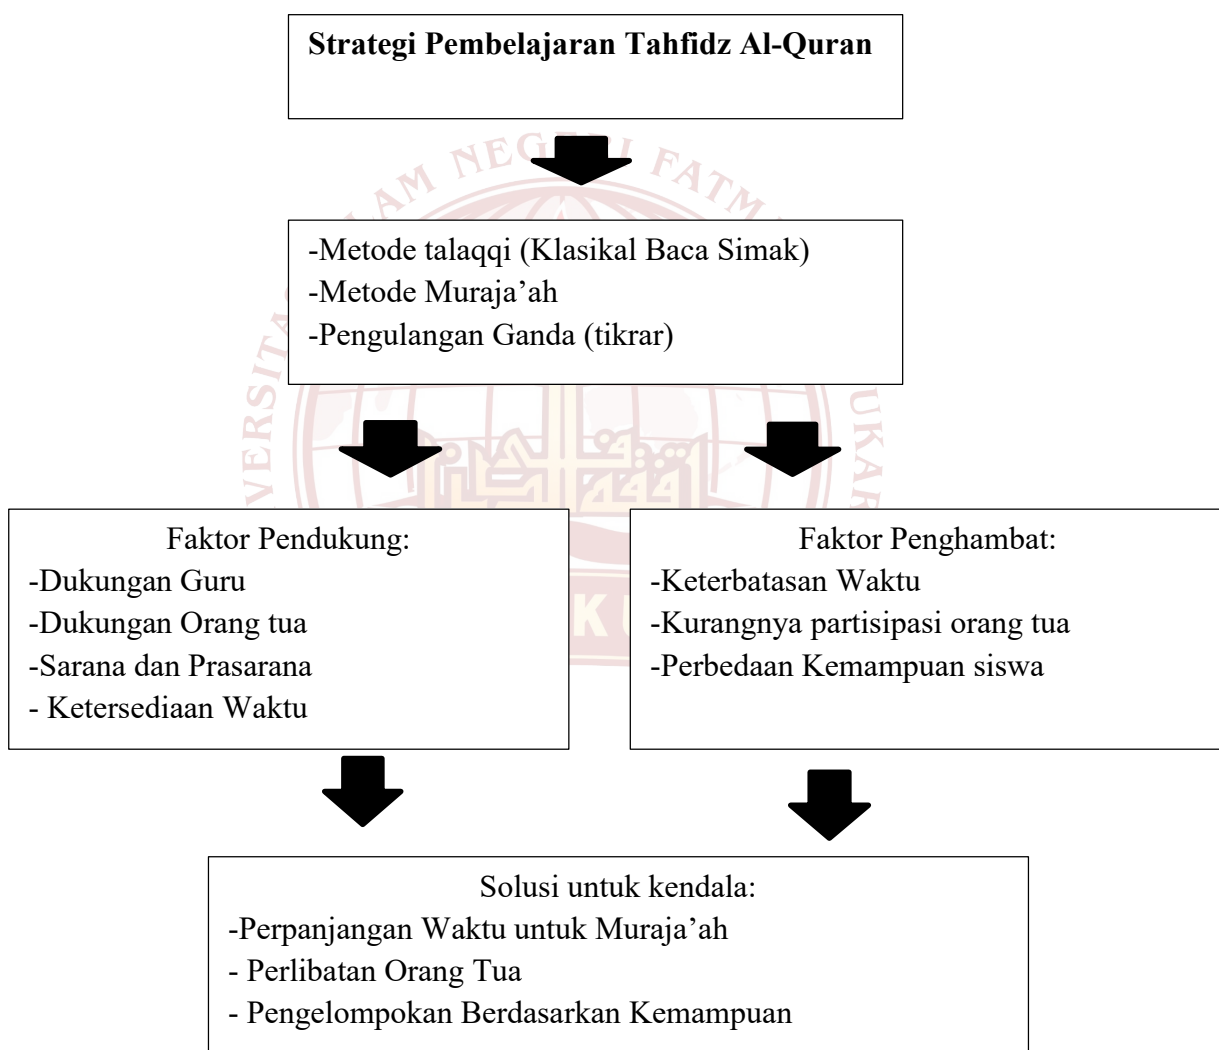 Strategi Pembelajaran Tahfidz Al-Quran
NEGERI FATM
-Metode talaqqi (Klasikal Baca Simak)
-Metode Muraja’ah
-Pengulangan Ganda (tikrar)
Faktor Pendukung:
-Dukungan Guru
-Dukungan Orang tua
-Sarana dan Prasarana
- Ketersediaan Waktu
Faktor Penghambat:
-Keterbatasan Waktu
-Kurangnya partisipasi orang tua
-Perbedaan Kemampuan siswa
Solusi untuk kendala:
-Perpanjangan Waktu untuk Muraja’ah
- Perlibatan Orang Tua
- Pengelompokan Berdasarkan Kemampuan